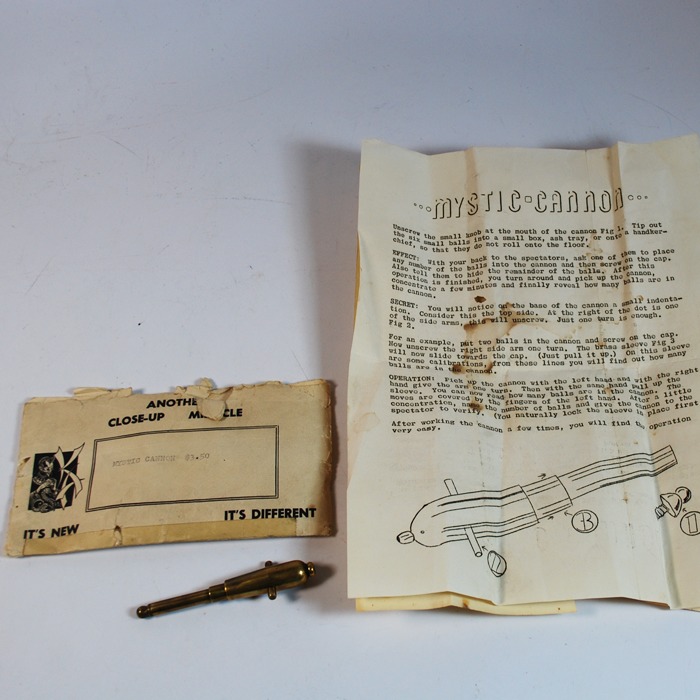 ANOTHE
CLOSE-UP M CLE
MYSTIC CANNON $3.50
IT'S NEW
IT'S DIFFERENT
...MYSTIC-CANNON...
Unscrew the small knob at the mouth of the cannon Fig 1. Tip out
the six small balls into a small box, ash tray, or onto a handker-
chief, so that they do not roll onto the floor.
EFFECT: With your back to the spectators, ask one of them to place
any number of the balls into the cannon and then screw on the cap.
Also tell them to hide the remainder of the balls. After this
operation is finished, you turn around and pick up the cannon,
concentrate a few minutes and finally reveal how many balls are in
the cannon.
SECRET: You will notice on the base of the cannon a small indenta-
tion. Consider this the top side. At the right of the dot is one
of the side arms, this will unscrew. Just one turn is enough.
Fig 2.
For an example, put two balls in the cannon and screw on the cap.
Now unscrew the right side arm one turn. The brass sleeve Fig 3
will now slide towards the cap. (Just pull it up.) On this sleeve
are some calibrations, on these lines you will find out how many
balls are in the cannon.
OPERATION: Pick up the cannon with the left hand and with the right
hand give the arm one turn. Then with the same hand pull up the
sleeve. You can now read how many balls are in the cannon. The
moves are covered by the fingers of the left hand. After a little
concentration, name the number of balls and give the cannon to the
spectator to verify. (You naturally lock the sleeve in place first
After working the cannon a few times, you will find the operation
very easy.
3
2
1